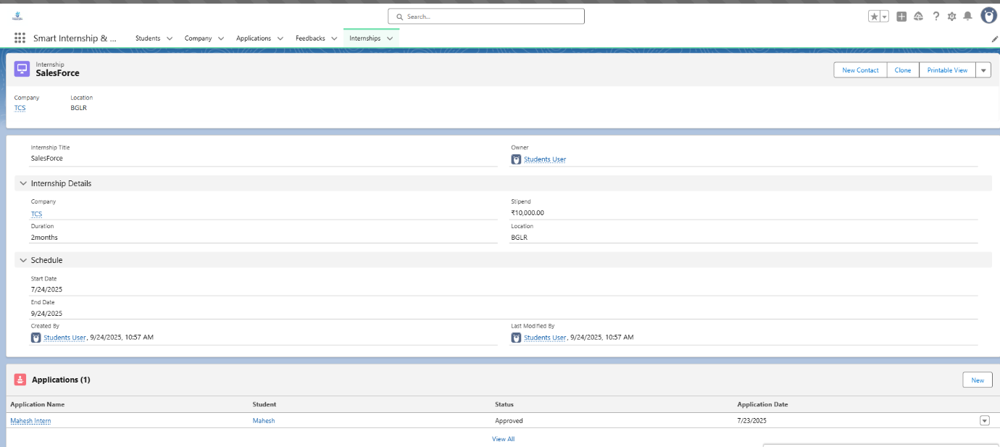 Search...
Smart Internship & ... Students Company Applications Feedbacks Internships
Internship
SalesForce
New Contact Clone Printable View
Company Location
TCS BGLR
Internship Title Owner
SalesForce Students User
Internship Details
Company Stipend
TCS ₹10,000.00
Duration Location
2months BGLR
Schedule
Start Date
7/24/2025
End Date
9/24/2025
Created By Last Modified By
Students User, 9/24/2025, 10:57 AM Students User, 9/24/2025, 10:57 AM
Applications (1) New
Application Name Student Status Application Date
Mahesh Intern Mahesh Approved 7/23/2025
View All